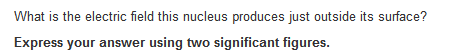 What is the electric field this nucleus produces just outside its surface?
Express your answer using two significant figures.